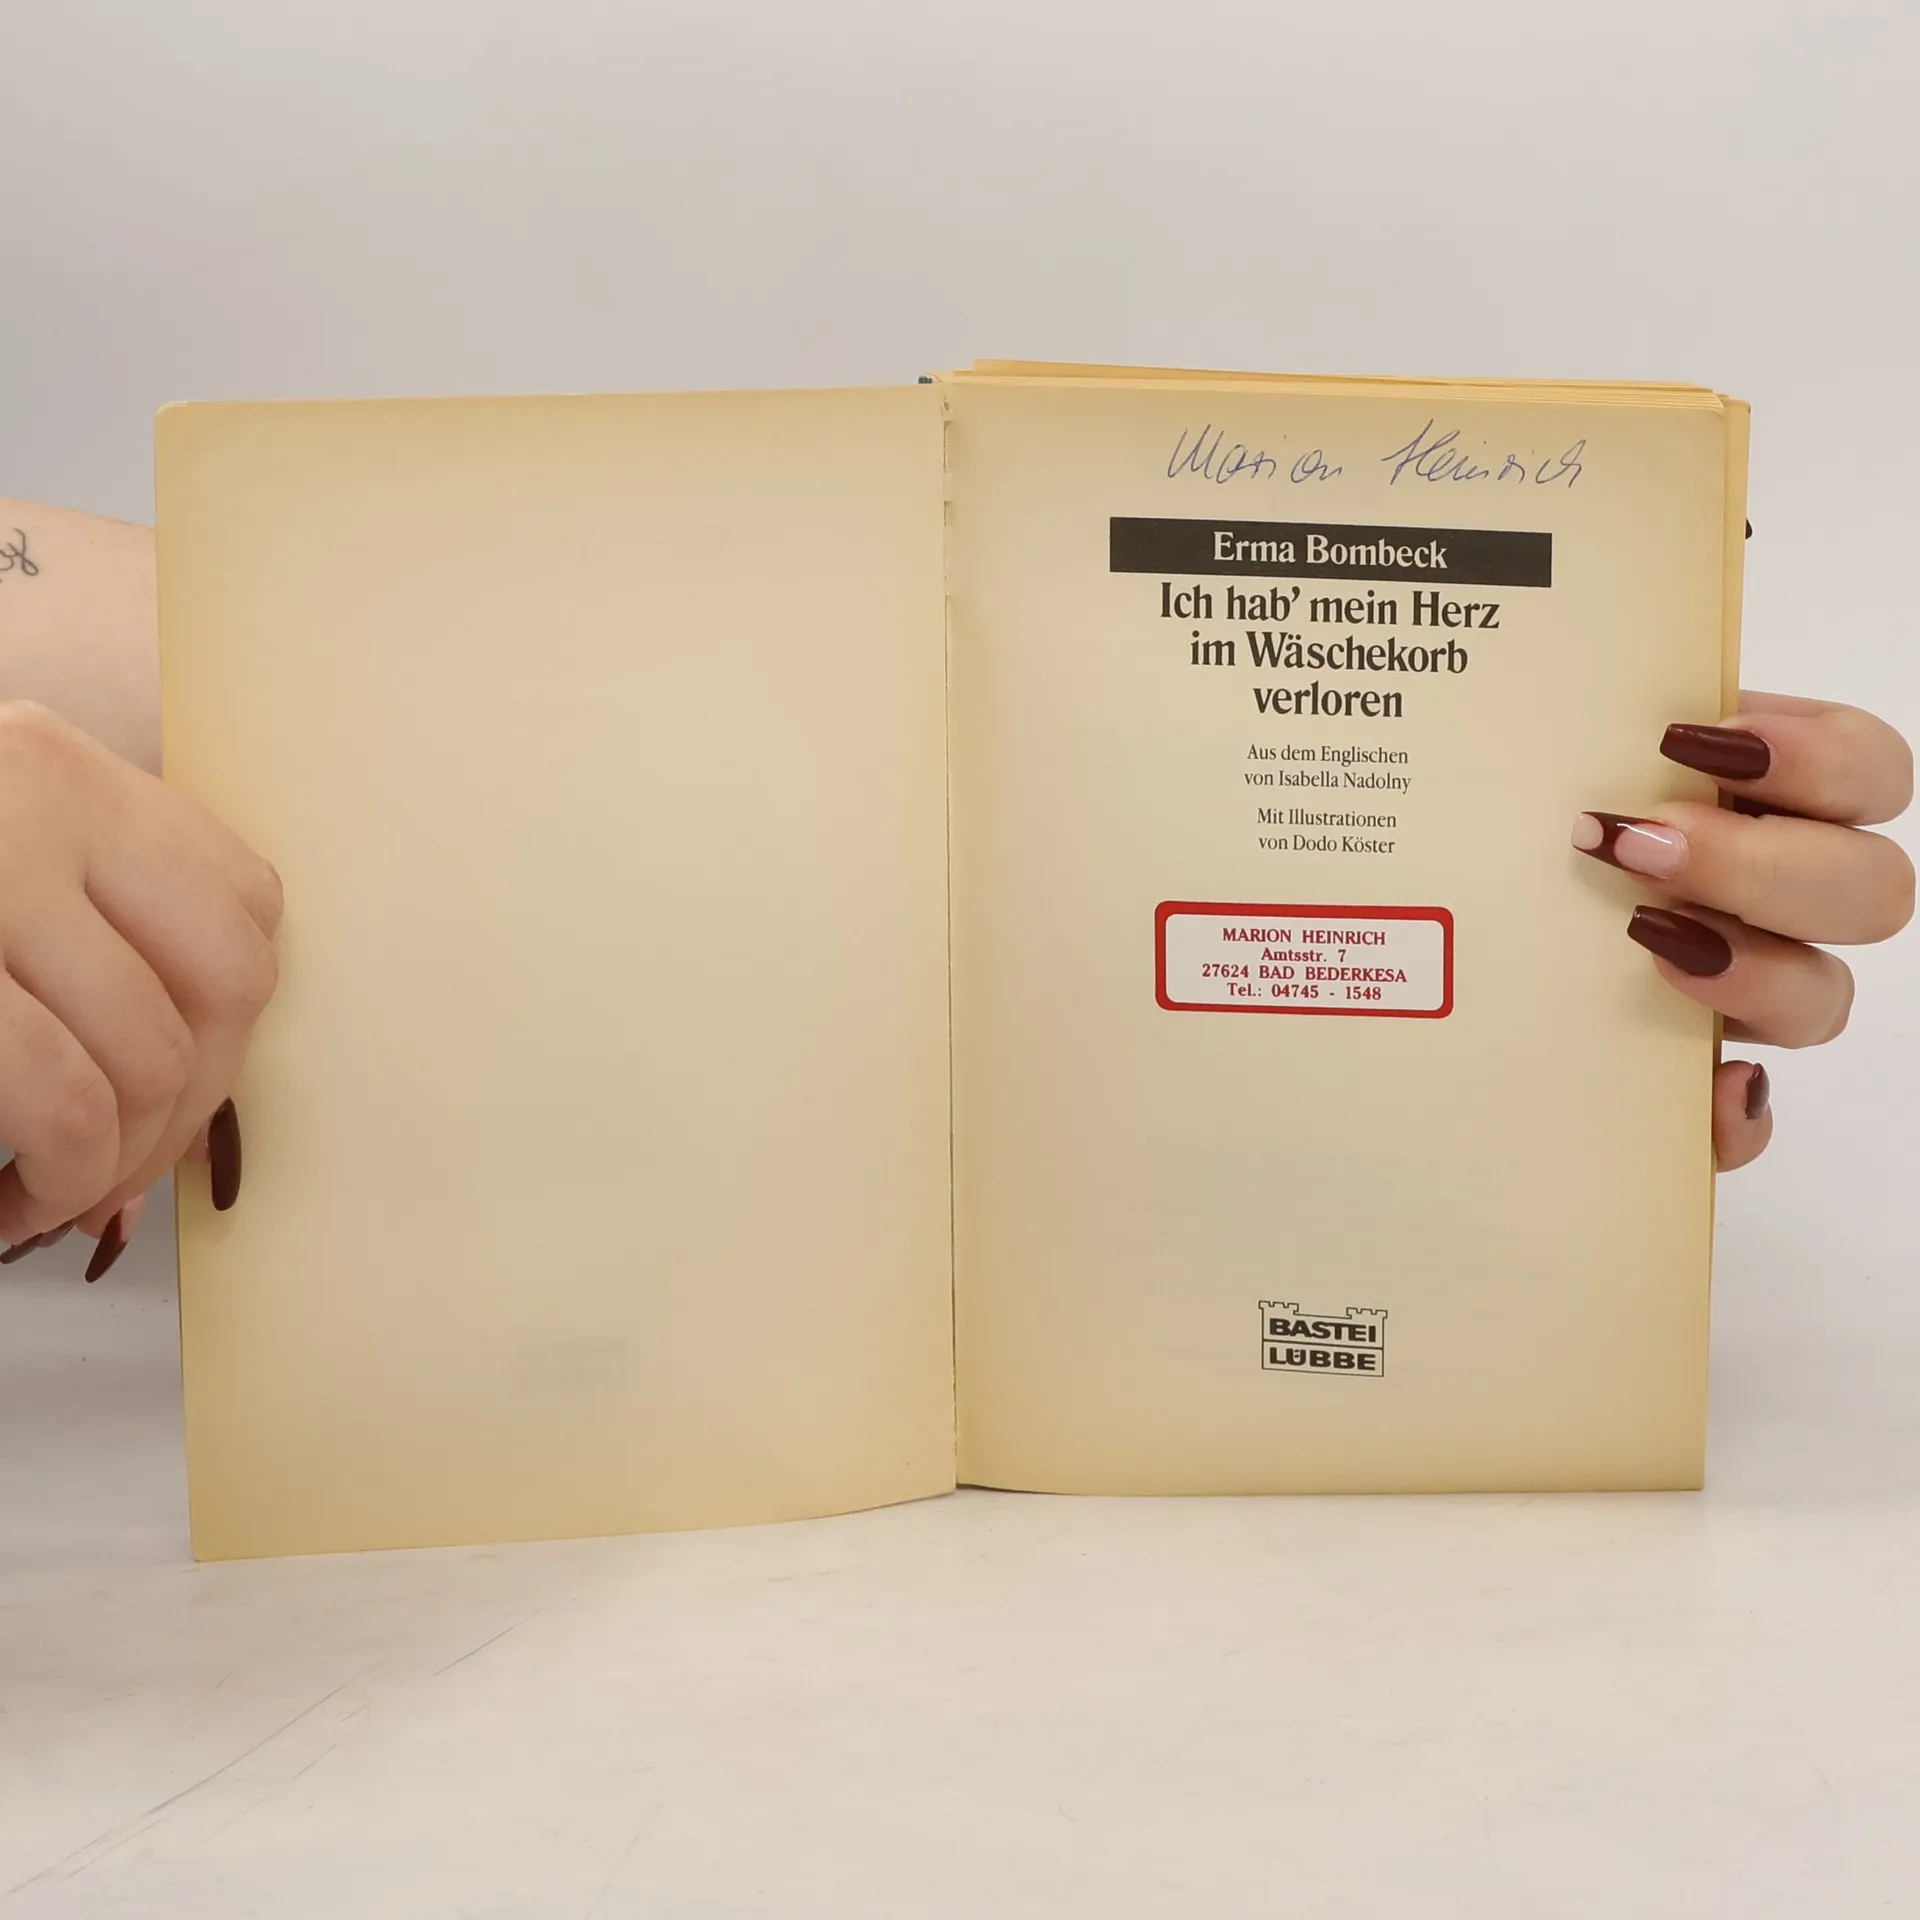 Marion Heinrich
Erma Bombeck
Ich hab’ mein Herz
im Wäschekorb
verloren
Aus dem Englischen
von Isabella Nadolny
Mit Illustrationen
von Dodo Köster
MARION HEINRICH
Amtsstr. 7
27624 BAD BEDERKESA
Tel.: 04745 - 1548
BASTEI
LÜBBE